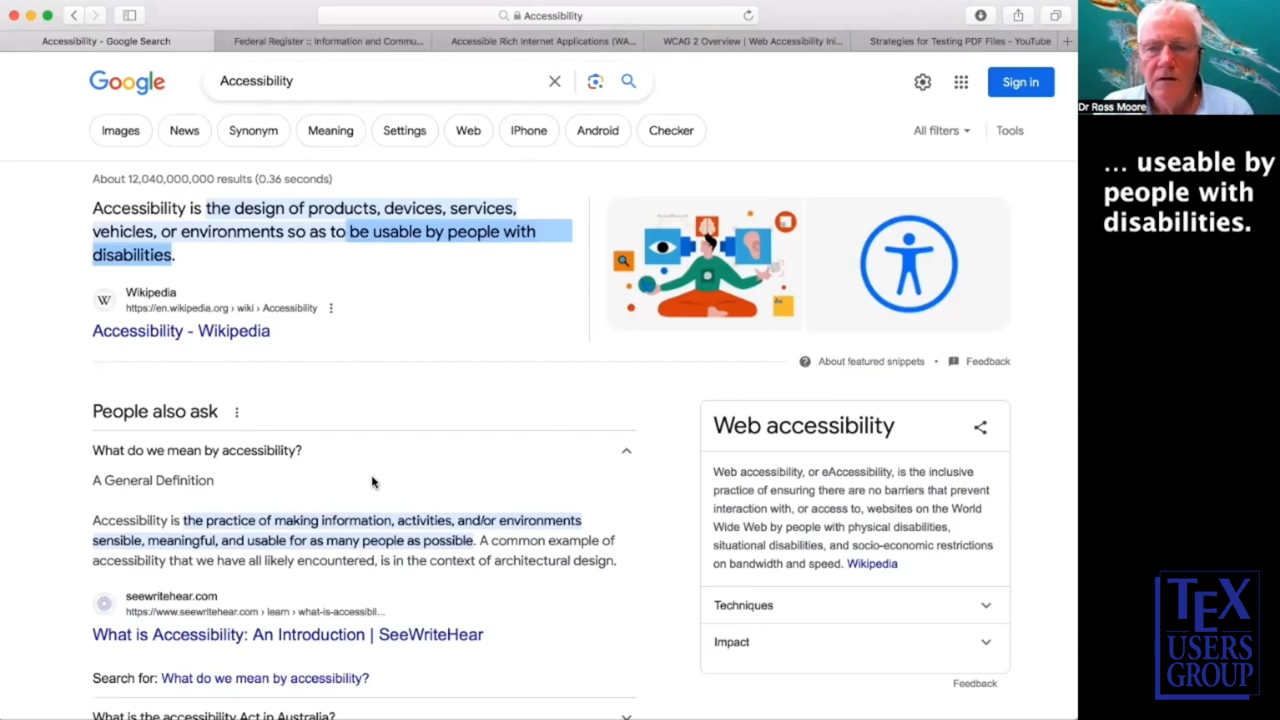 Accessibility
Accessibility - Google Search
Federal Register :: Information and Commu...
Accessible Rich Internet Applications (WA...
WCAG 2 Overview | Web Accessibility Ini...
Strategies for Testing PDF Files - YouTube
Google
Accessibility
Sign in
Images
News
Synonym
Meaning
Settings
Web
IPhone
Android
Checker
All filters
Tools
About 12,040,000,000 results (0.36 seconds)
Accessibility is the design of products, devices, services,
vehicles, or environments so as to be usable by people with
disabilities.
W
Wikipedia
https://en.wikipedia.org › wiki › Accessibility
Accessibility - Wikipedia
Aa
About featured snippets • Feedback
People also ask
What do we mean by accessibility?
A General Definition
Accessibility is the practice of making information, activities, and/or environments
sensible, meaningful, and usable for as many people as possible. A common example of
accessibility that we have all likely encountered, is in the context of architectural design.
seewritehear.com
https://www.seewritehear.com › learn › what-is-accessibil...
What is Accessibility: An Introduction | SeeWriteHear
Search for: What do we mean by accessibility?
What is the accessibility Act in Australia?
Web accessibility
Web accessibility, or eAccessibility, is the inclusive
practice of ensuring there are no barriers that prevent
interaction with, or access to, websites on the World
Wide Web by people with physical disabilities,
situational disabilities, and socio-economic restrictions
on bandwidth and speed. Wikipedia
Techniques
Impact
Feedback
Dr Ross Moore
... useable by
people with
disabilities.
TEX
USERS
GROUP